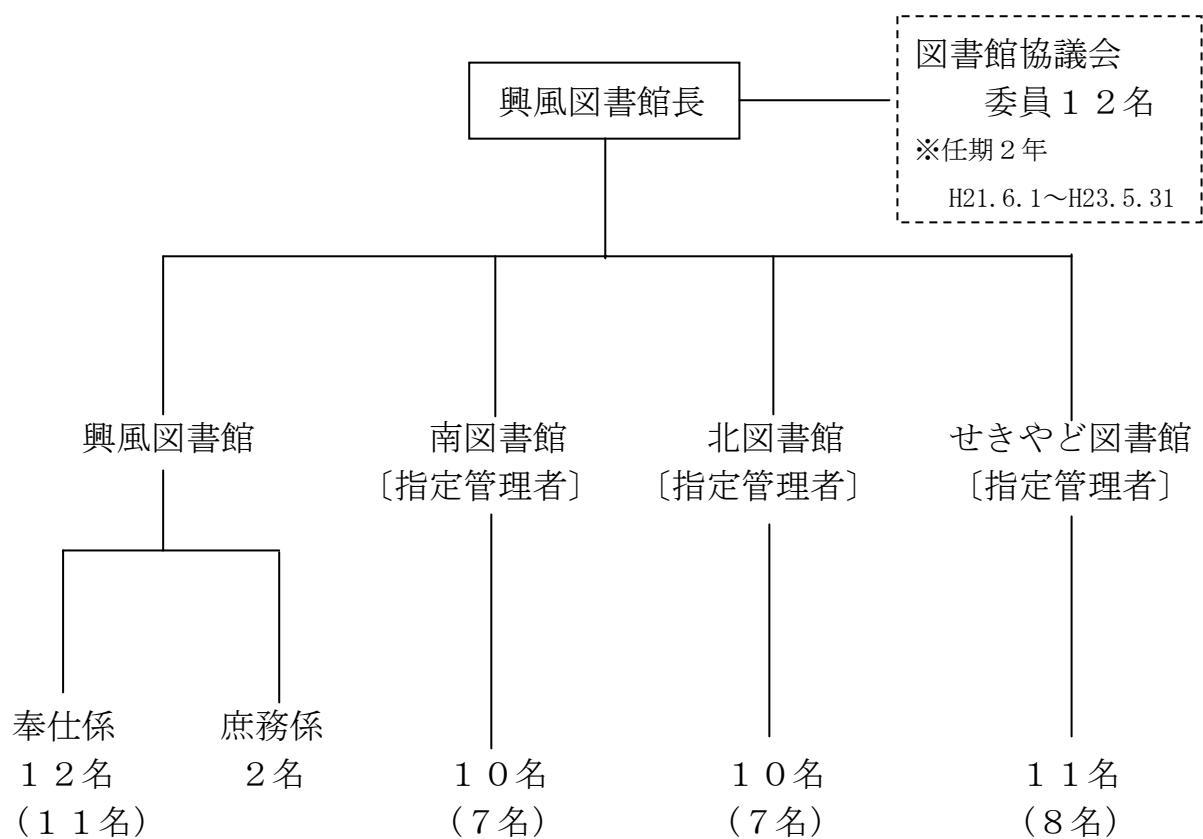 興風図書館長
図書館協議会
委員１２名
※任期２年
H21.6.1～H23.5.31
興風図書館
南図書館
〔指定管理者〕
北図書館
〔指定管理者〕
せきやど図書館
〔指定管理者〕
奉仕係
１２名
（１１名）
庶務係
２名
１０名
（７名）
１０名
（７名）
１１名
（８名）